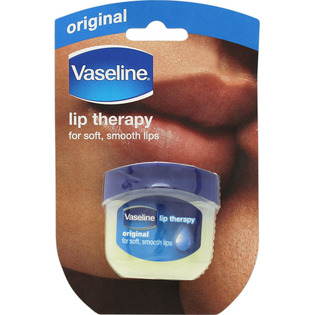 original
Vaseline
lip therapy
for soft, smooth lips
Vaseline lip therapy
original
for soft, smooth lips